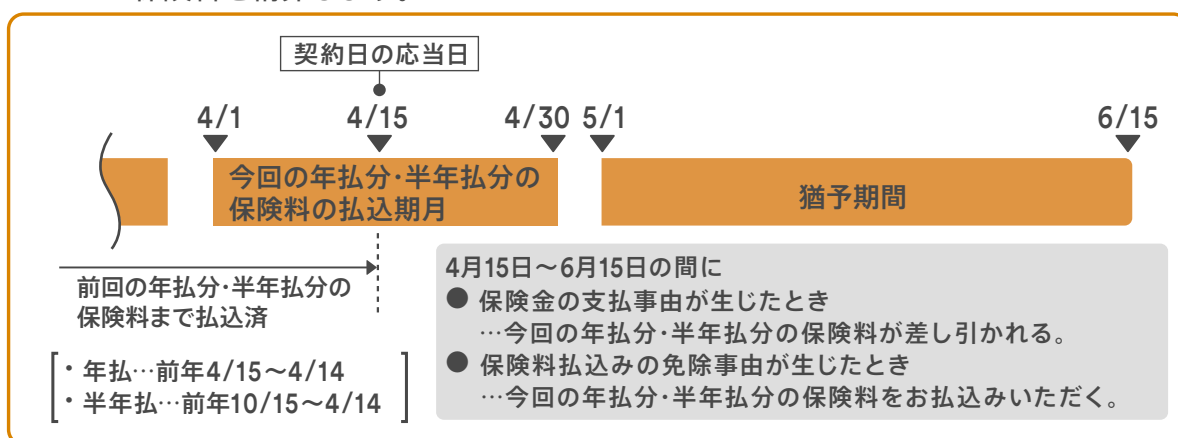 契約日の応当日
4/1
4/15
4/30
5/1
6/15
今回の年払分・半年払分の
保険料の払込期月
猶予期間
前回の年払分・半年払分の
保険料まで払込済
・年払…前年4/15～4/14
・半年払…前年10/15～4/14
4月15日～6月15日の間に
● 保険金の支払事由が生じたとき
…今回の年払分・半年払分の保険料が差し引かれる。
● 保険料払込みの免除事由が生じたとき
…今回の年払分・半年払分の保険料をお払込みいただく。